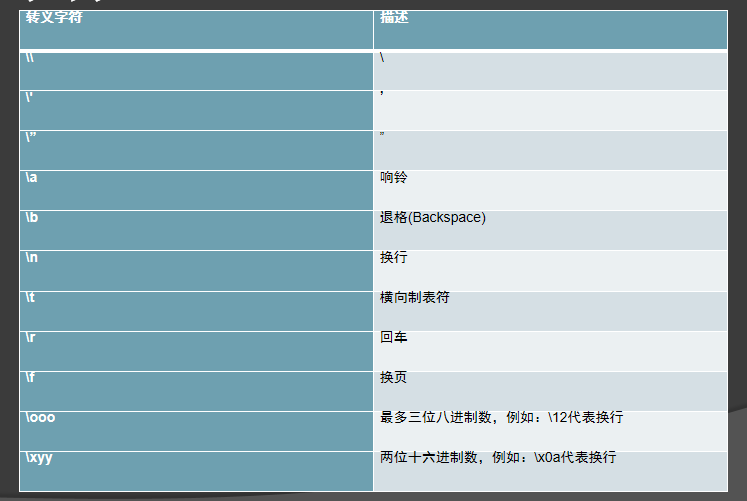 转义字符 描述
\\ \
\' '
\” ”
\a 响铃
\b 退格(Backspace)
\n 换行
\t 横向制表符
\r 回车
\f 换页
\ooo 最多三位八进制数，例如：\12代表换行
\xyy 两位十六进制数，例如：\x0a代表换行